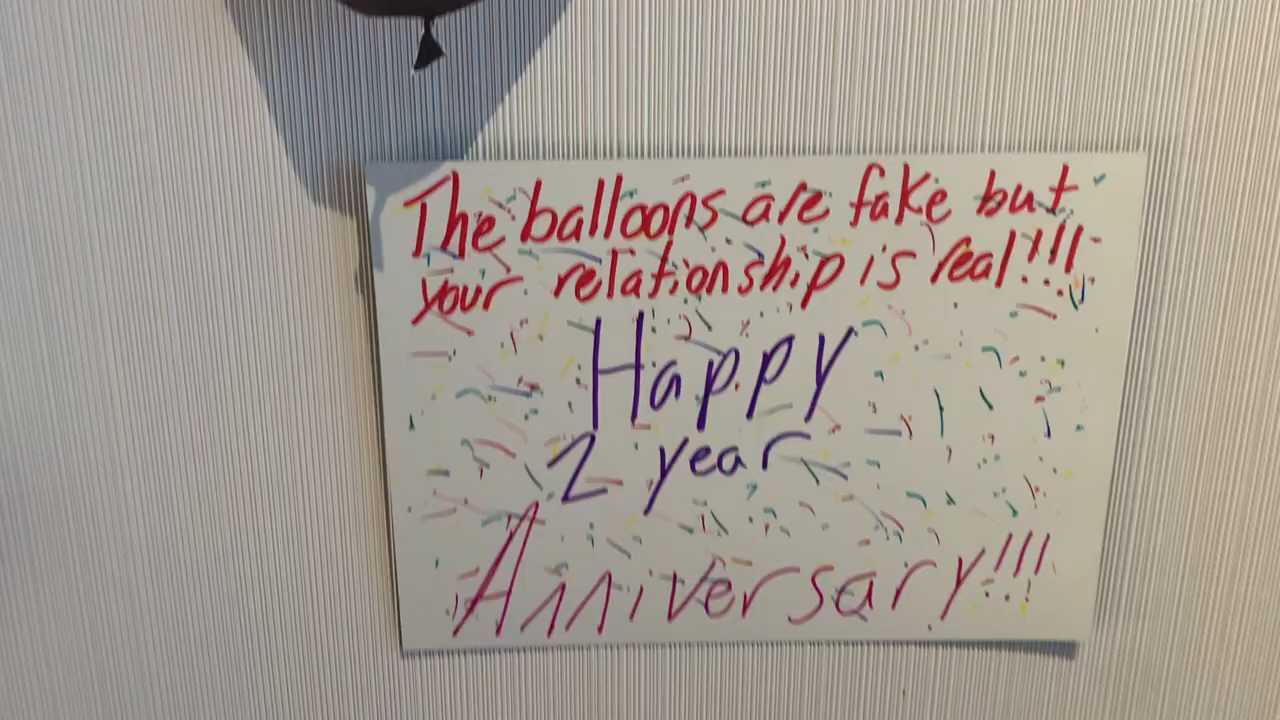 The balloons are fake but
your relationship is real!!!
Happy
2 year
Anniversary!!!